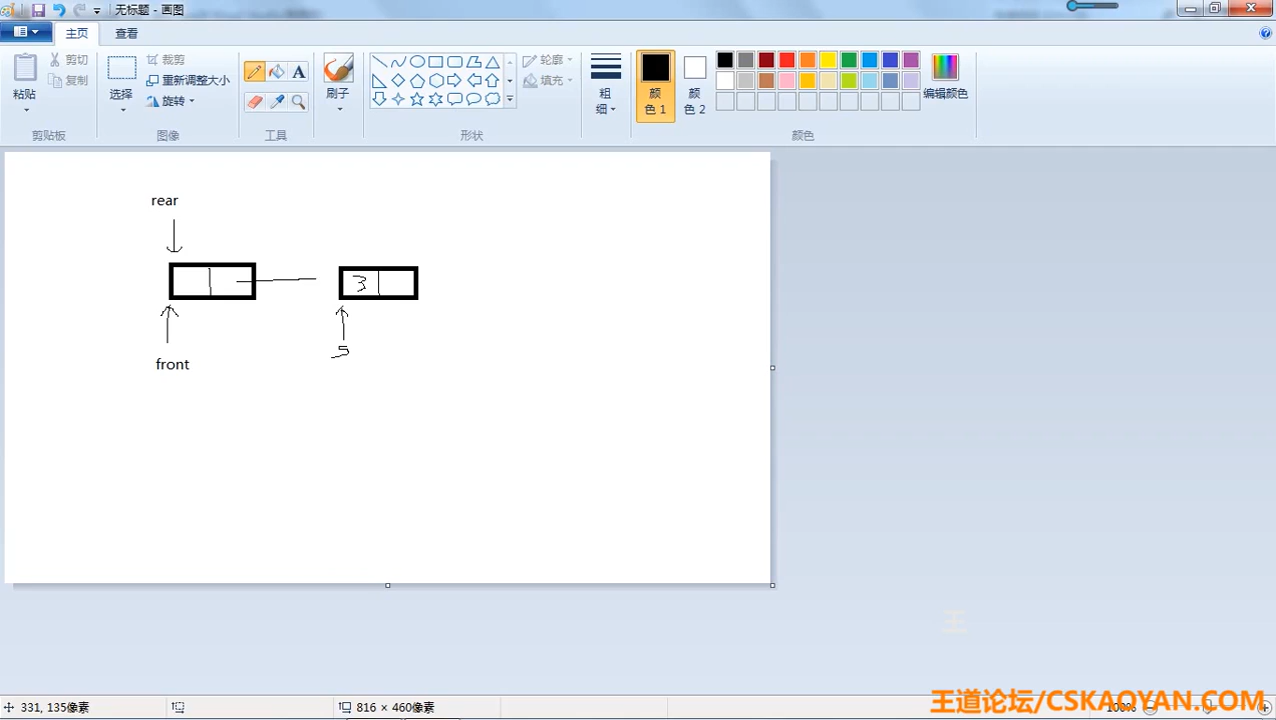 无标题 - 画图
主页
查看
粘贴
剪切
复制
剪贴板
选择
裁剪
重新调整大小
旋转
图像
A
工具
刷子
轮廓
填充
形状
粗
细
颜
色 1
颜
色 2
编辑颜色
颜色
rear
3
front
331, 135像素
816 × 460像素
100%
王道论坛/CSKAOYAN.COM